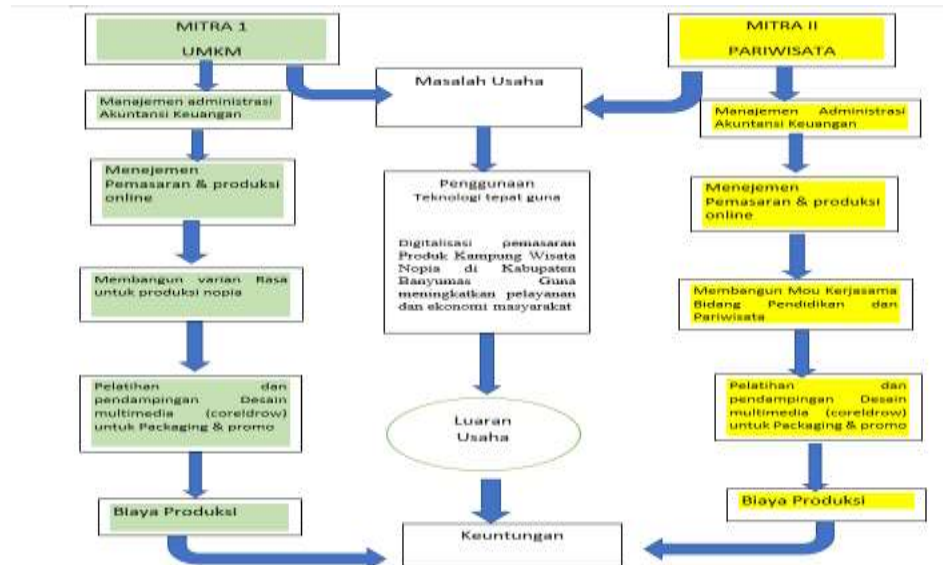 MITRA 1
UMKM
Manajemen administrasi
Akuntansi Keuangan
Menejemen
Pemasaran & produksi
online
Membangun varian Rasa
untuk produksi nopia
Pelatihan dan
pendampingan Desain
multimedia (coreldrow)
untuk Packaging & promo
Biaya Produksi
Masalah Usaha
Penggunaan
Teknologi tepat guna
Digitalisasi pemasaran
Produk Kampung Wisata
Nopia di Kabupaten
Banyumas Guna
meningkatkan pelayanan
dan ekonomi masyarakat
Luaran
Usaha
Keuntungan
MITRA II
PARIWISATA
Manajemen Administrasi
Akuntansi Keuangan
Menejemen
Pemasaran & produksi
online
Membangun Mou Kerjasama
Bidang Pendidikan dan
Pariwisata
Pelatihan dan
pendampingan Desain
multimedia (coreldrow)
untuk Packaging & promo
Biaya Produksi